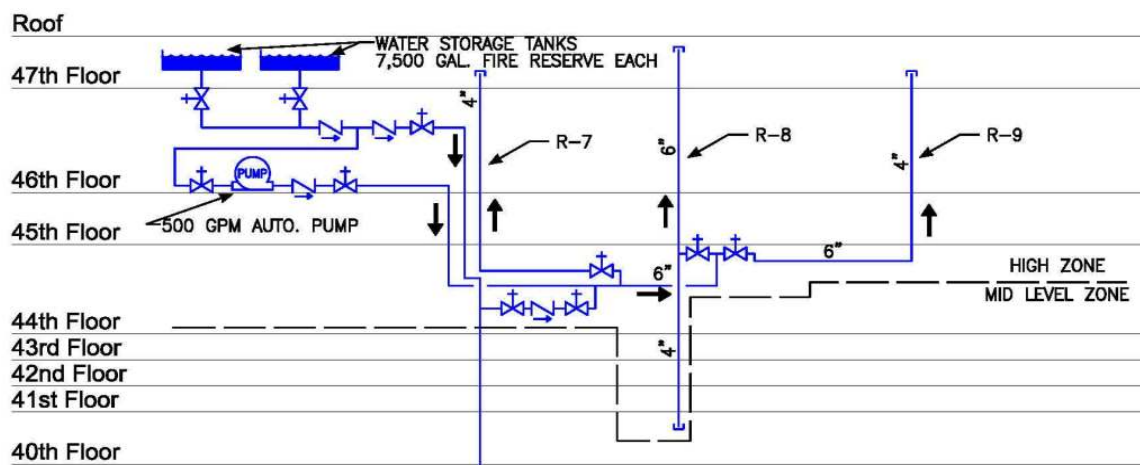 Roof
WATER STORAGE TANKS
7,500 GAL. FIRE RESERVE EACH
47th Floor
4"
R-7
6"
R-8
4"
R-9
PUMP
46th Floor
500 GPM AUTO. PUMP
45th Floor
6"
6"
HIGH ZONE
MID LEVEL ZONE
44th Floor
43rd Floor
4"
42nd Floor
41st Floor
40th Floor